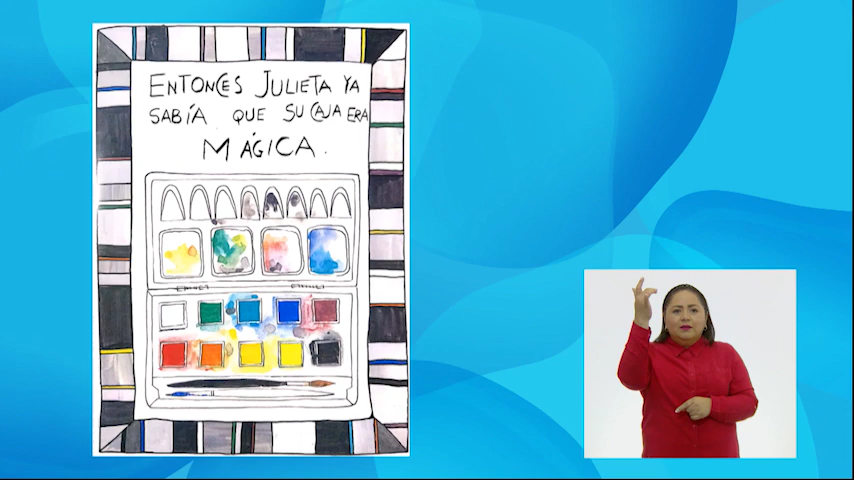 ENTONCES JULIETA YA
SABÍA QUE SU CAJA ERA
MÁGICA.